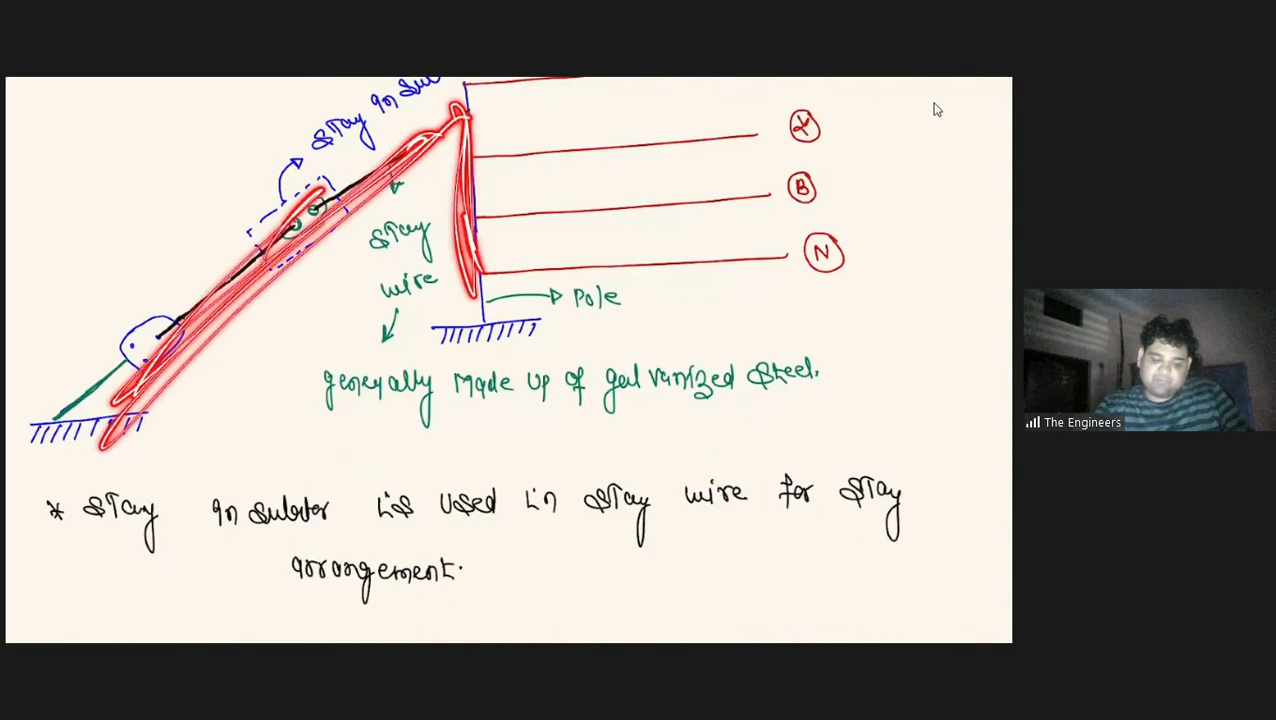 Stay in Sul
Y
B
Stay
wire
N
Pole
generally made up of galvanized steel.
* Stay insulator is used in stay wire for stay
arrangement.
The Engineers